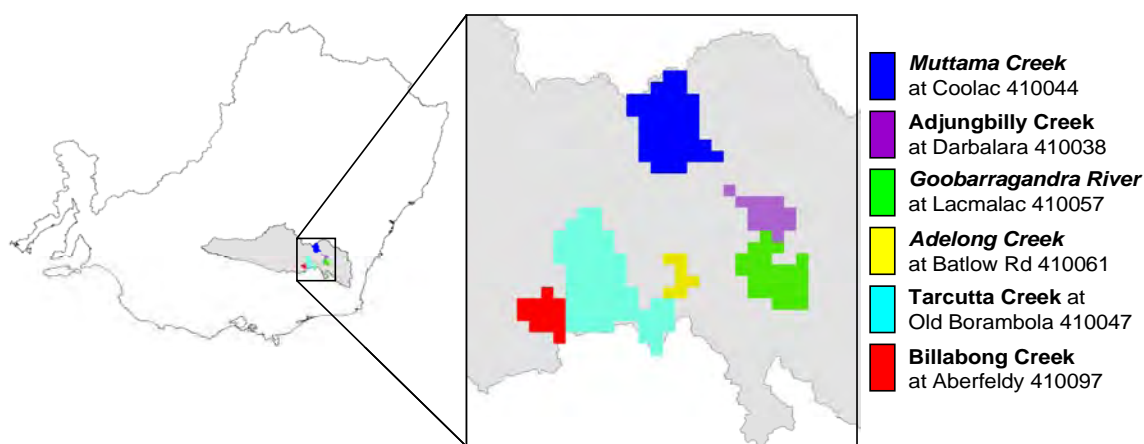 Muttama Creek
at Coolac 410044
Adjungbilly Creek
at Darbalara 410038
Goobarragandra River
at Lacmalac 410057
Adelong Creek
at Batlow Rd 410061
Tarcutta Creek at
Old Borambola 410047
Billabong Creek
at Aberfeldy 410097